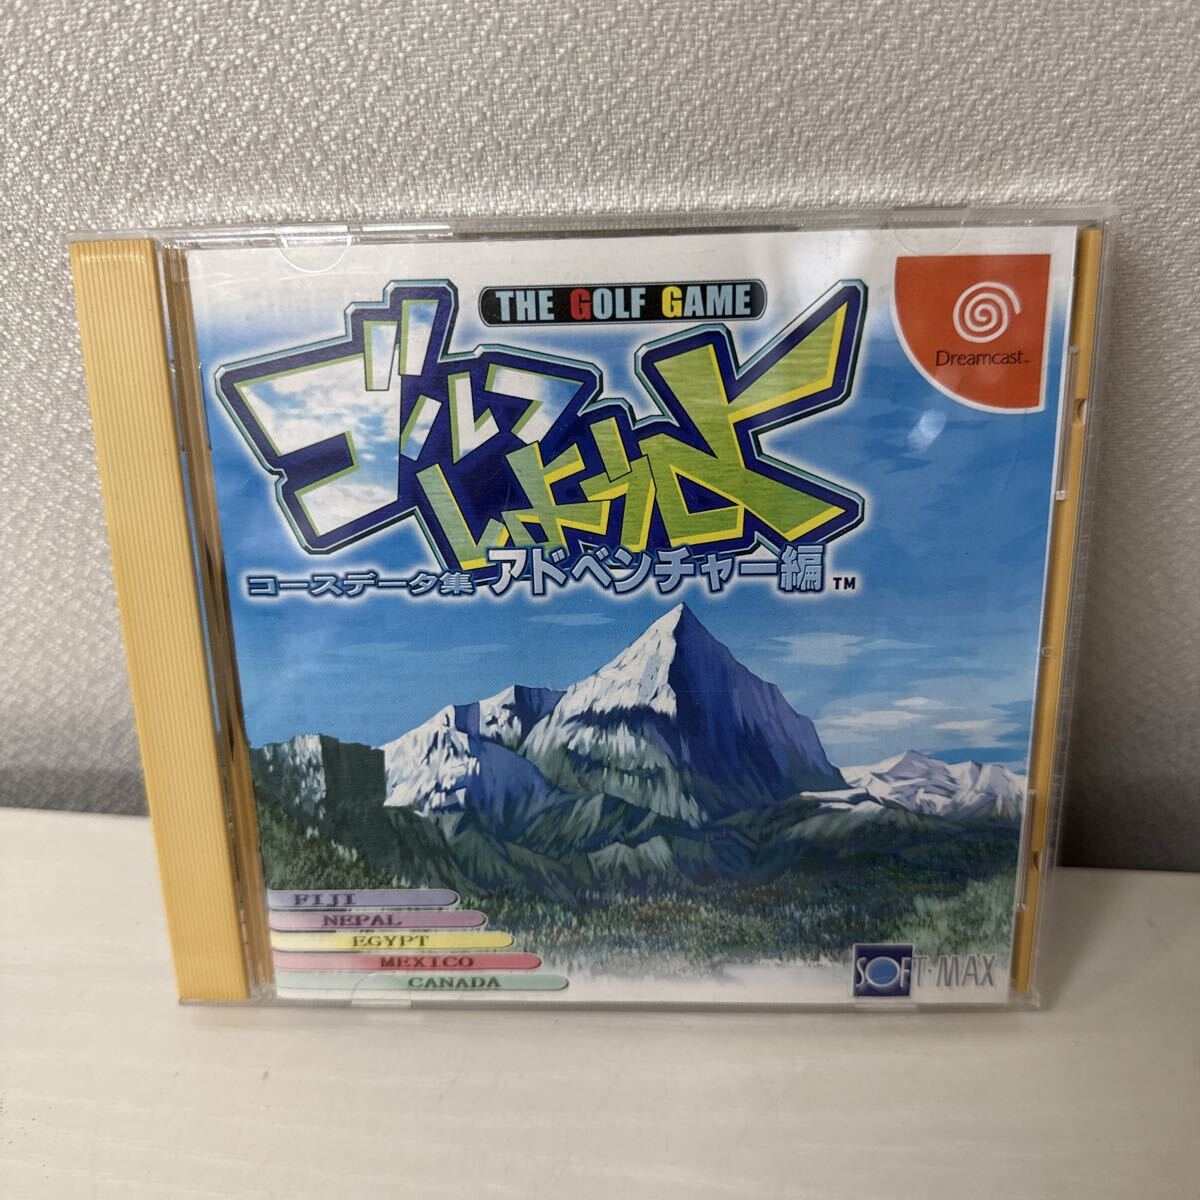 THE GOLF GAME
Dreamcast™
ゴルフ
しようよ
コースデータ集 アドベンチャー編 ™
FIJI
NEPAL
EGYPT
MEXICO
CANADA
SOFT·MAX